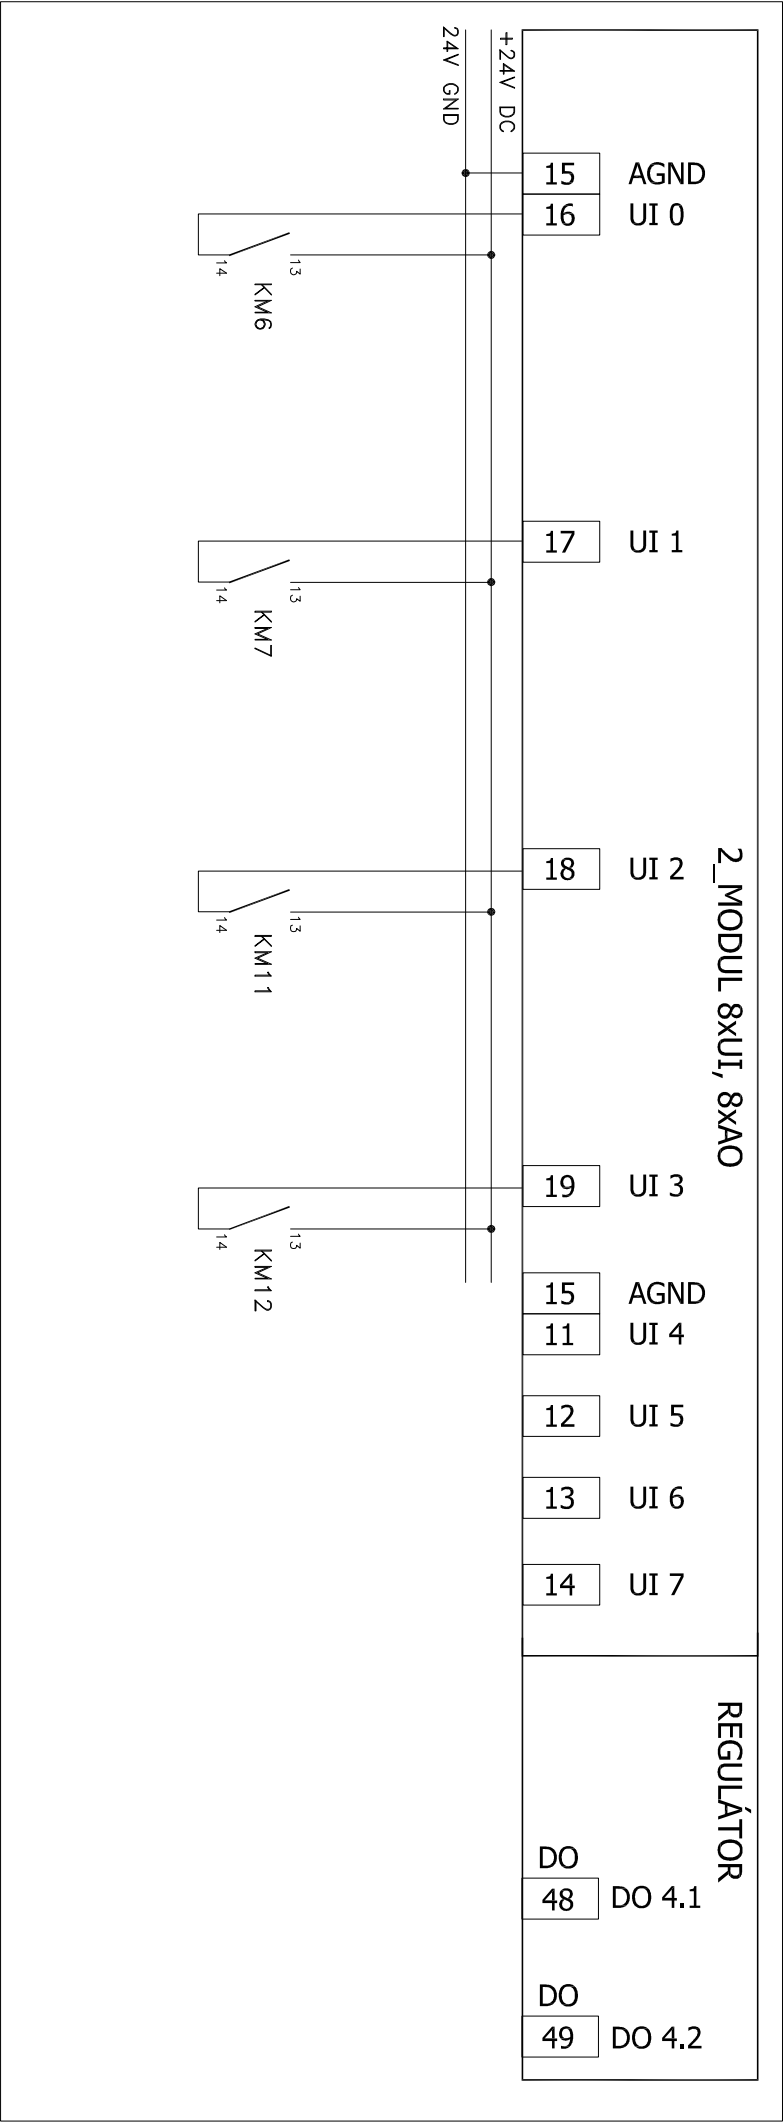 24V GND
+24V DC
15 AGND
16 UI 0
14
13
KM6
17 UI 1
14
13
KM7
2_MODUL 8xUI, 8xAO
18 UI 2
14
13
KM11
19 UI 3
14
13
KM12
15 AGND
11 UI 4
12 UI 5
13 UI 6
14 UI 7
REGULÁTOR
DO
48 DO 4.1
DO
49 DO 4.2